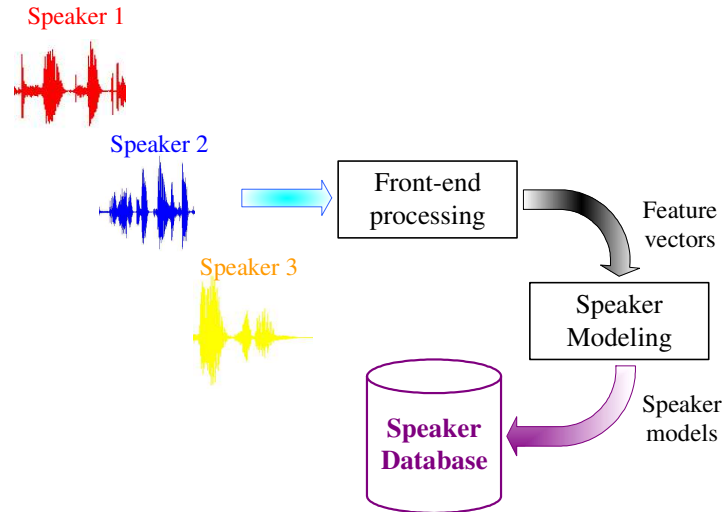 Speaker 1
Speaker 2
Front-end
processing
Feature
vectors
Speaker 3
Speaker
Modeling
Speaker
models
Speaker
Database